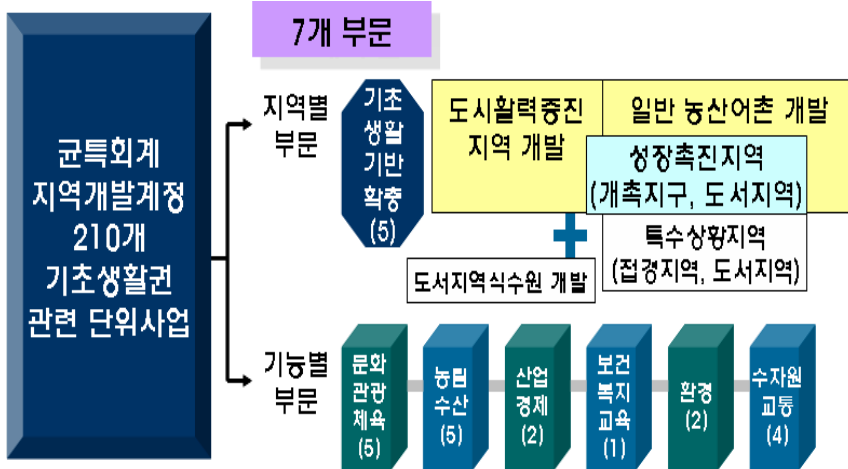 7개 부문
균특회계
지역개발계정
210개
기초생활권
관련 단위사업
지역별
부문
기초
생활
기반
확충
(5)
도시활력증진
지역 개발
일반 농산어촌 개발
성장촉진지역
(개촉지구, 도서지역)
특수상황지역
(접경지역, 도서지역)
도서지역식수원 개발
기능별
부문
문화
관광
체육
(5)
농림
수산
(5)
산업
경제
(2)
보건
복지
교육
(1)
환경
(2)
수자원
교통
(4)